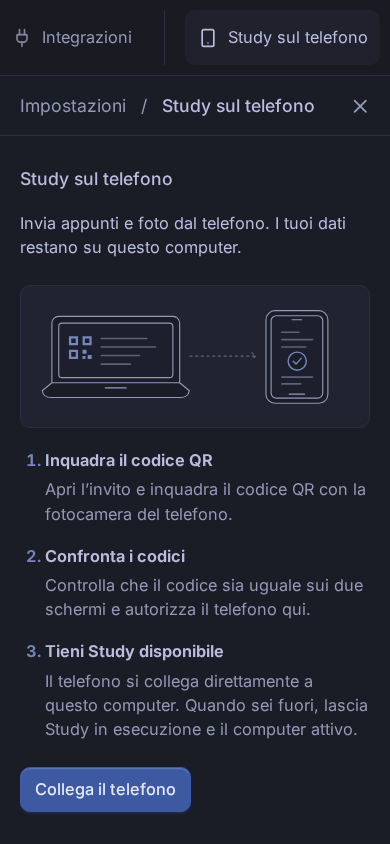 Integrazioni
Study sul telefono
Impostazioni / Study sul telefono
Study sul telefono
Invia appunti e foto dal telefono. I tuoi dati
restano su questo computer.
1. Inquadra il codice QR
Apri l’invito e inquadra il codice QR con la
fotocamera del telefono.
2. Confronta i codici
Controlla che il codice sia uguale sui due
schermi e autorizza il telefono qui.
3. Tieni Study disponibile
Il telefono si collega direttamente a
questo computer. Quando sei fuori, lascia
Study in esecuzione e il computer attivo.
Collega il telefono